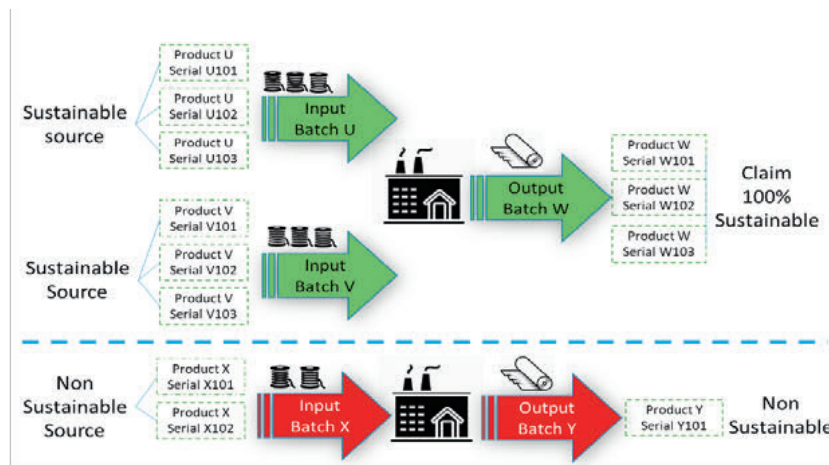 Sustainable
source
Product U
Serial U101
Product U
Serial U102
Product U
Serial U103
Input
Batch U
Sustainable
Source
Product V
Serial V101
Product V
Serial V102
Product V
Serial V103
Input
Batch V
Output
Batch W
Product W
Serial W101
Product W
Serial W102
Product W
Serial W103
Claim
100%
Sustainable
Non
Sustainable
Source
Product X
Serial X101
Product X
Serial X102
Input
Batch X
Output
Batch Y
Product Y
Serial Y101
Non
Sustainable